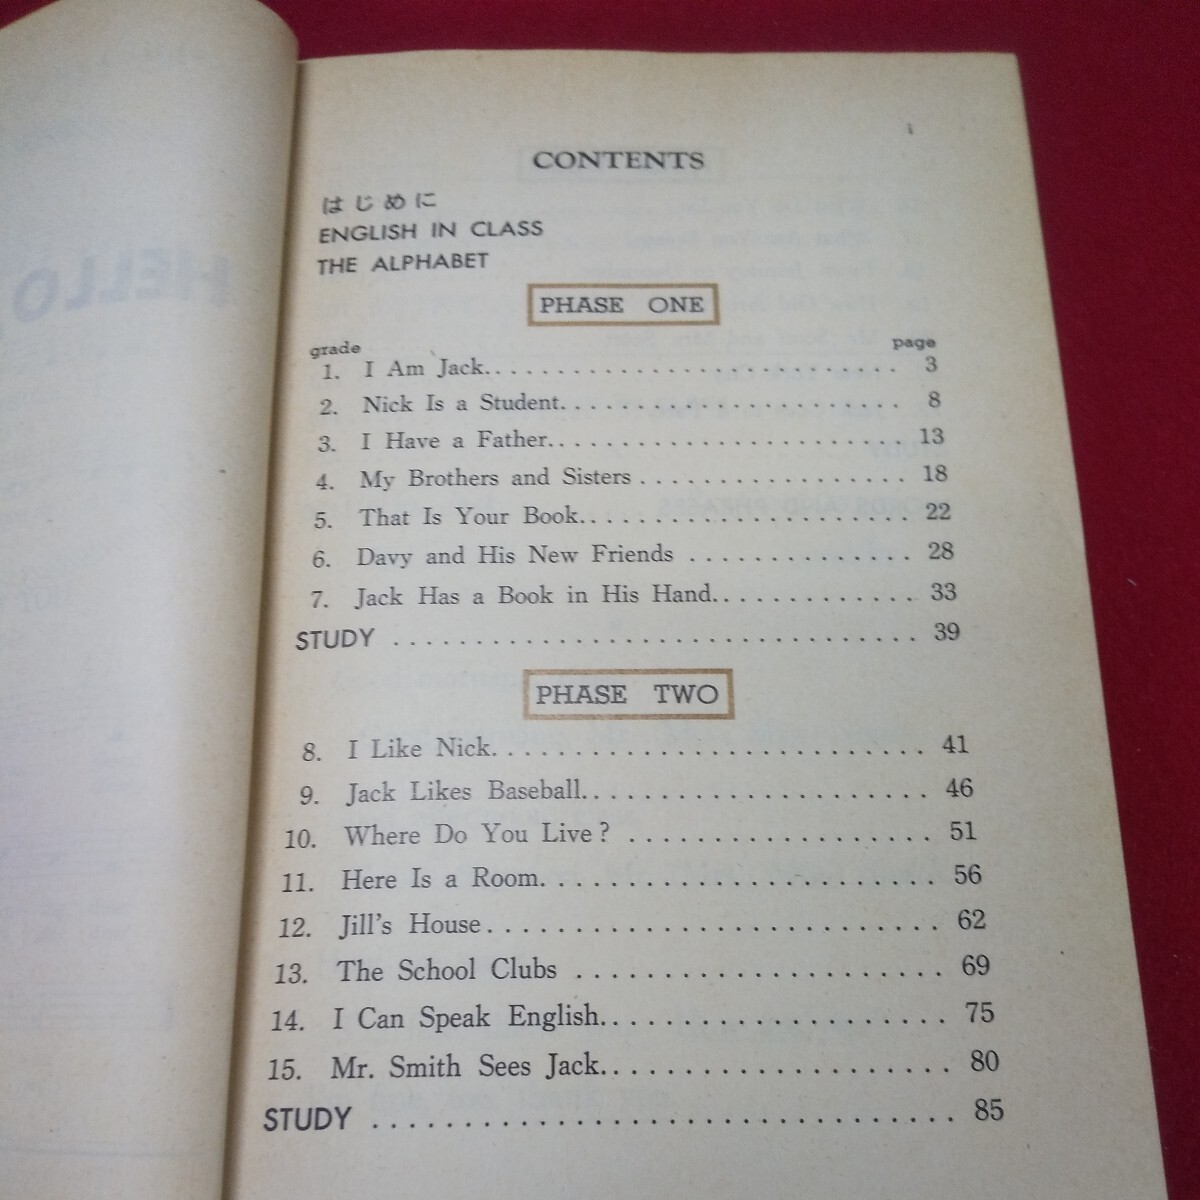 i
CONTENTS
はじめに
ENGLISH IN CLASS
THE ALPHABET
PHASE ONE
grade page
1. I Am Jack. 3
2. Nick Is a Student. 8
3. I Have a Father. 13
4. My Brothers and Sisters 18
5. That Is Your Book. 22
6. Davy and His New Friends 28
7. Jack Has a Book in His Hand. 33
STUDY 39
PHASE TWO
8. I Like Nick. 41
9. Jack Likes Baseball. 46
10. Where Do You Live? 51
11. Here Is a Room. 56
12. Jill's House 62
13. The School Clubs 69
14. I Can Speak English. 75
15. Mr. Smith Sees Jack. 80
STUDY 85
HELLO,